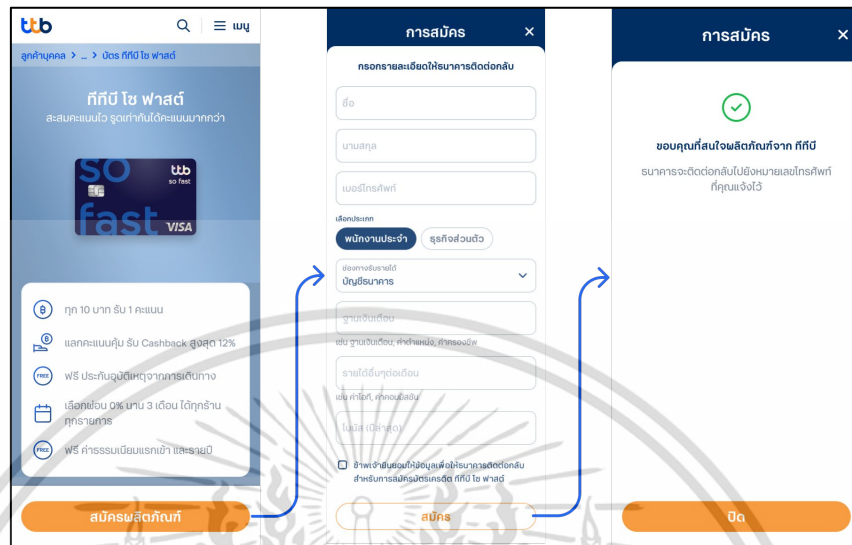 ttb
เมนู
ลูกค้าบุคคล > ... > บัตร ทีทีบี โซ ฟาสต์
ทีทีบี โซ ฟาสต์
สะสมคะแนนไว รูดเท่ากันได้คะแนนมากกว่า
so
fast
ttb
so fast
VISA
ทุก 10 บาท รับ 1 คะแนน
แลกคะแนนคุ้ม รับ Cashback สูงสุด 12%
FREE
ฟรี ประกันอุบัติเหตุจากการเดินทาง
เลือกผ่อน 0% นาน 3 เดือน ได้ทุกร้าน
ทุกรายการ
FREE
ฟรี ค่าธรรมเนียมแรกเข้า และรายปี
สมัครผลิตภัณฑ์
การสมัคร
กรอกรายละเอียดให้ธนาคารติดต่อกลับ
ชื่อ
นามสกุล
เบอร์โทรศัพท์
เลือกประเภท
พนักงานประจำ
ธุรกิจส่วนตัว
ช่องทางรับรายได้
บัญชีธนาคาร
ฐานเงินเดือน
เช่น ฐานเงินเดือน, ค่าตำแหน่ง, ค่าครองชีพ
รายได้อื่นๆต่อเดือน
เช่น ค่าโอที, ค่าคอมมิสชัน
โบนัส (ปีล่าสุด)
ข้าพเจ้ายินยอมให้ข้อมูลเพื่อให้ธนาคารติดต่อกลับ
สำหรับการสมัครบัตรเครดิต ทีทีบี โซ ฟาสต์
สมัคร
การสมัคร
ขอบคุณที่สนใจผลิตภัณฑ์จาก ทีทีบี
ธนาคารจะติดต่อกลับไปยังหมายเลขโทรศัพท์
ที่คุณแจ้งไว้
ปิด